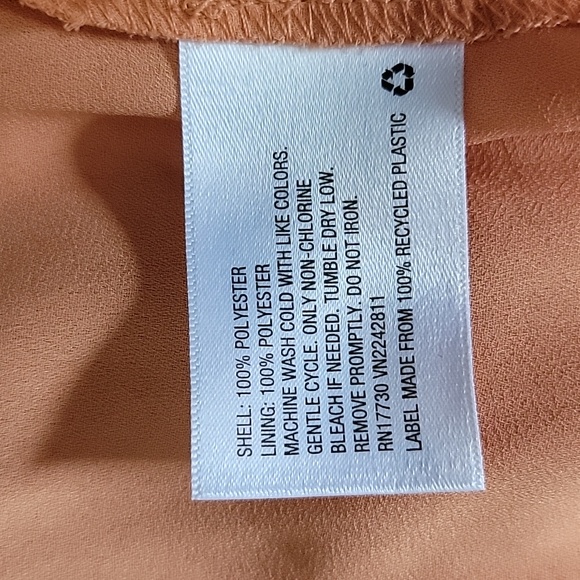 SHELL: 100% POLYESTER
LINING: 100% POLYESTER
MACHINE WASH COLD WITH LIKE COLORS.
GENTLE CYCLE. ONLY NON-CHLORINE
BLEACH IF NEEDED. TUMBLE DRY LOW.
REMOVE PROMPTLY. DO NOT IRON.
RN17730 VN2242811
LABEL MADE FROM 100% RECYCLED PLASTIC